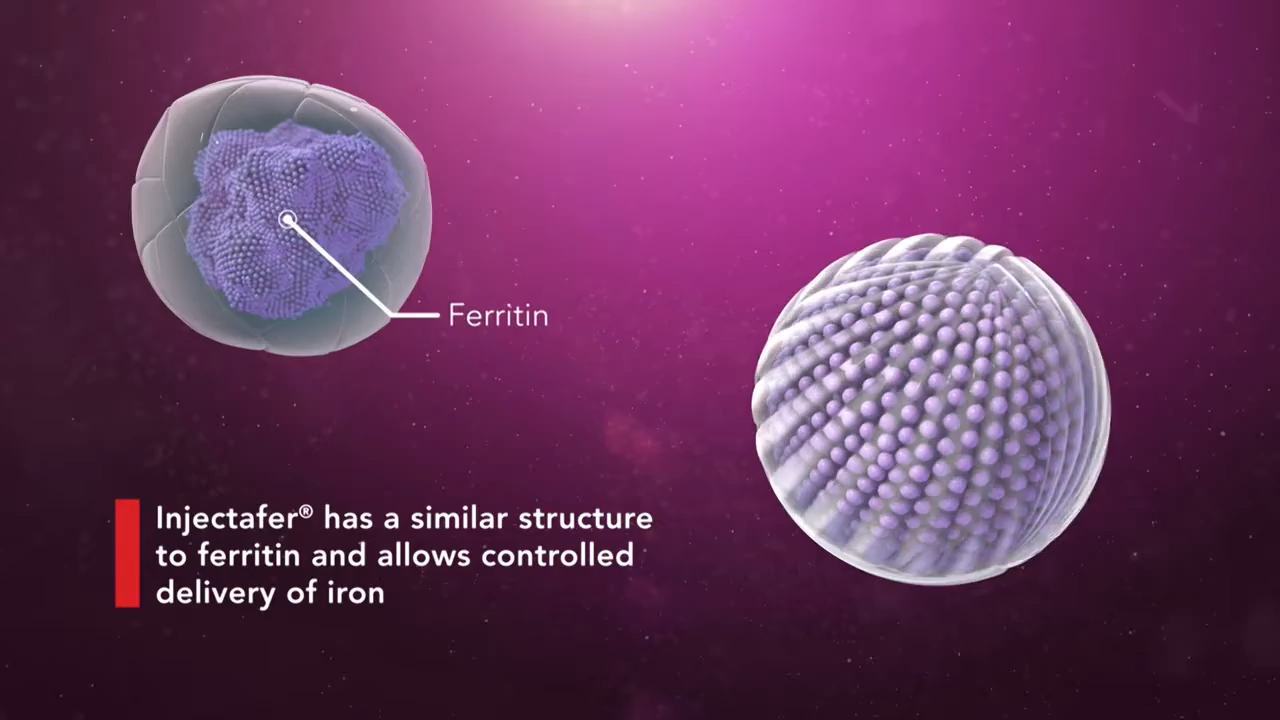 Ferritin
Injectafer® has a similar structure
to ferritin and allows controlled
delivery of iron